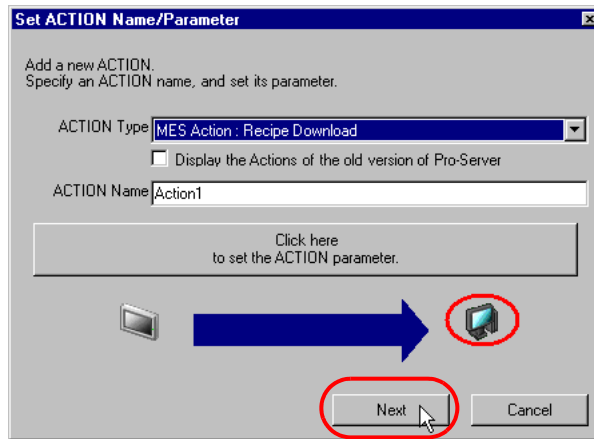 Set ACTION Name/Parameter
Add a new ACTION.
Specify an ACTION name, and set its parameter.
ACTION Type MES Action : Recipe Download
Display the Actions of the old version of Pro-Server
ACTION Name Action1
Click here
to set the ACTION parameter.
Next Cancel